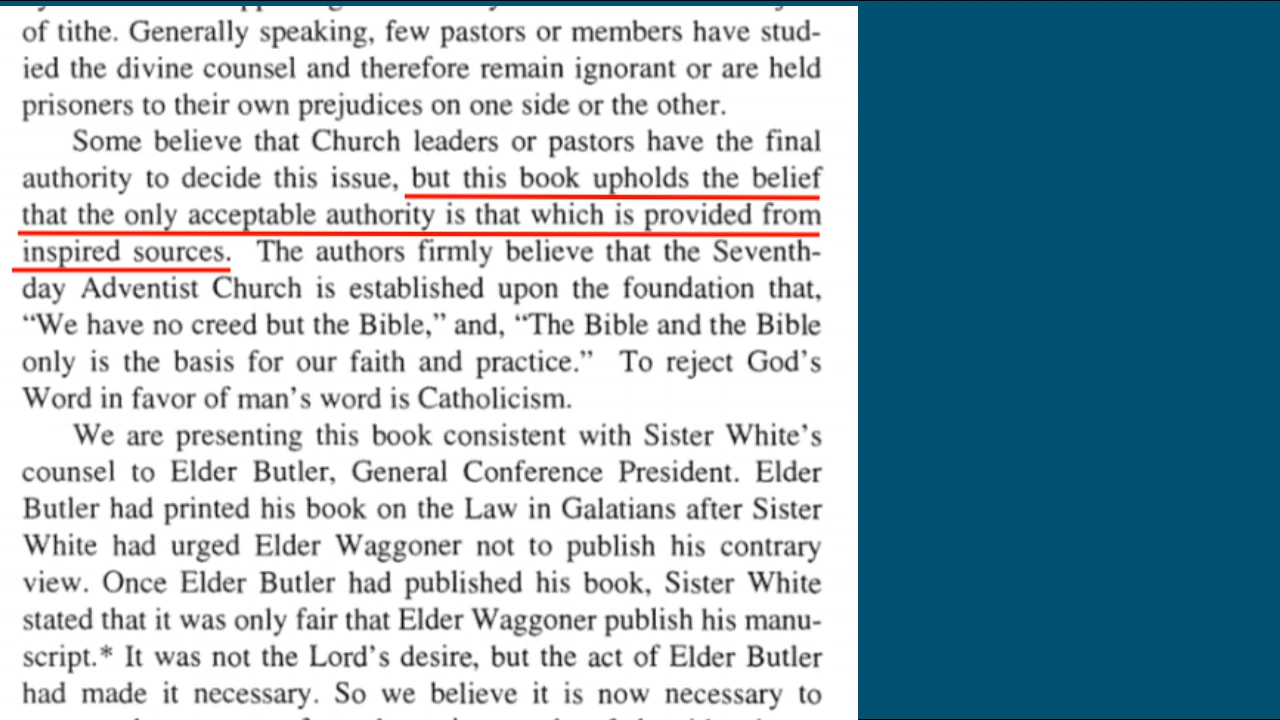 of tithe. Generally speaking, few pastors or members have stud-
ied the divine counsel and therefore remain ignorant or are held
prisoners to their own prejudices on one side or the other.
Some believe that Church leaders or pastors have the final
authority to decide this issue, but this book upholds the belief
that the only acceptable authority is that which is provided from
inspired sources. The authors firmly believe that the Seventh-
day Adventist Church is established upon the foundation that,
“We have no creed but the Bible,” and, “The Bible and the Bible
only is the basis for our faith and practice.” To reject God’s
Word in favor of man’s word is Catholicism.
We are presenting this book consistent with Sister White’s
counsel to Elder Butler, General Conference President. Elder
Butler had printed his book on the Law in Galatians after Sister
White had urged Elder Waggoner not to publish his contrary
view. Once Elder Butler had published his book, Sister White
stated that it was only fair that Elder Waggoner publish his manu-
script.* It was not the Lord’s desire, but the act of Elder Butler
had made it necessary. So we believe it is now necessary to